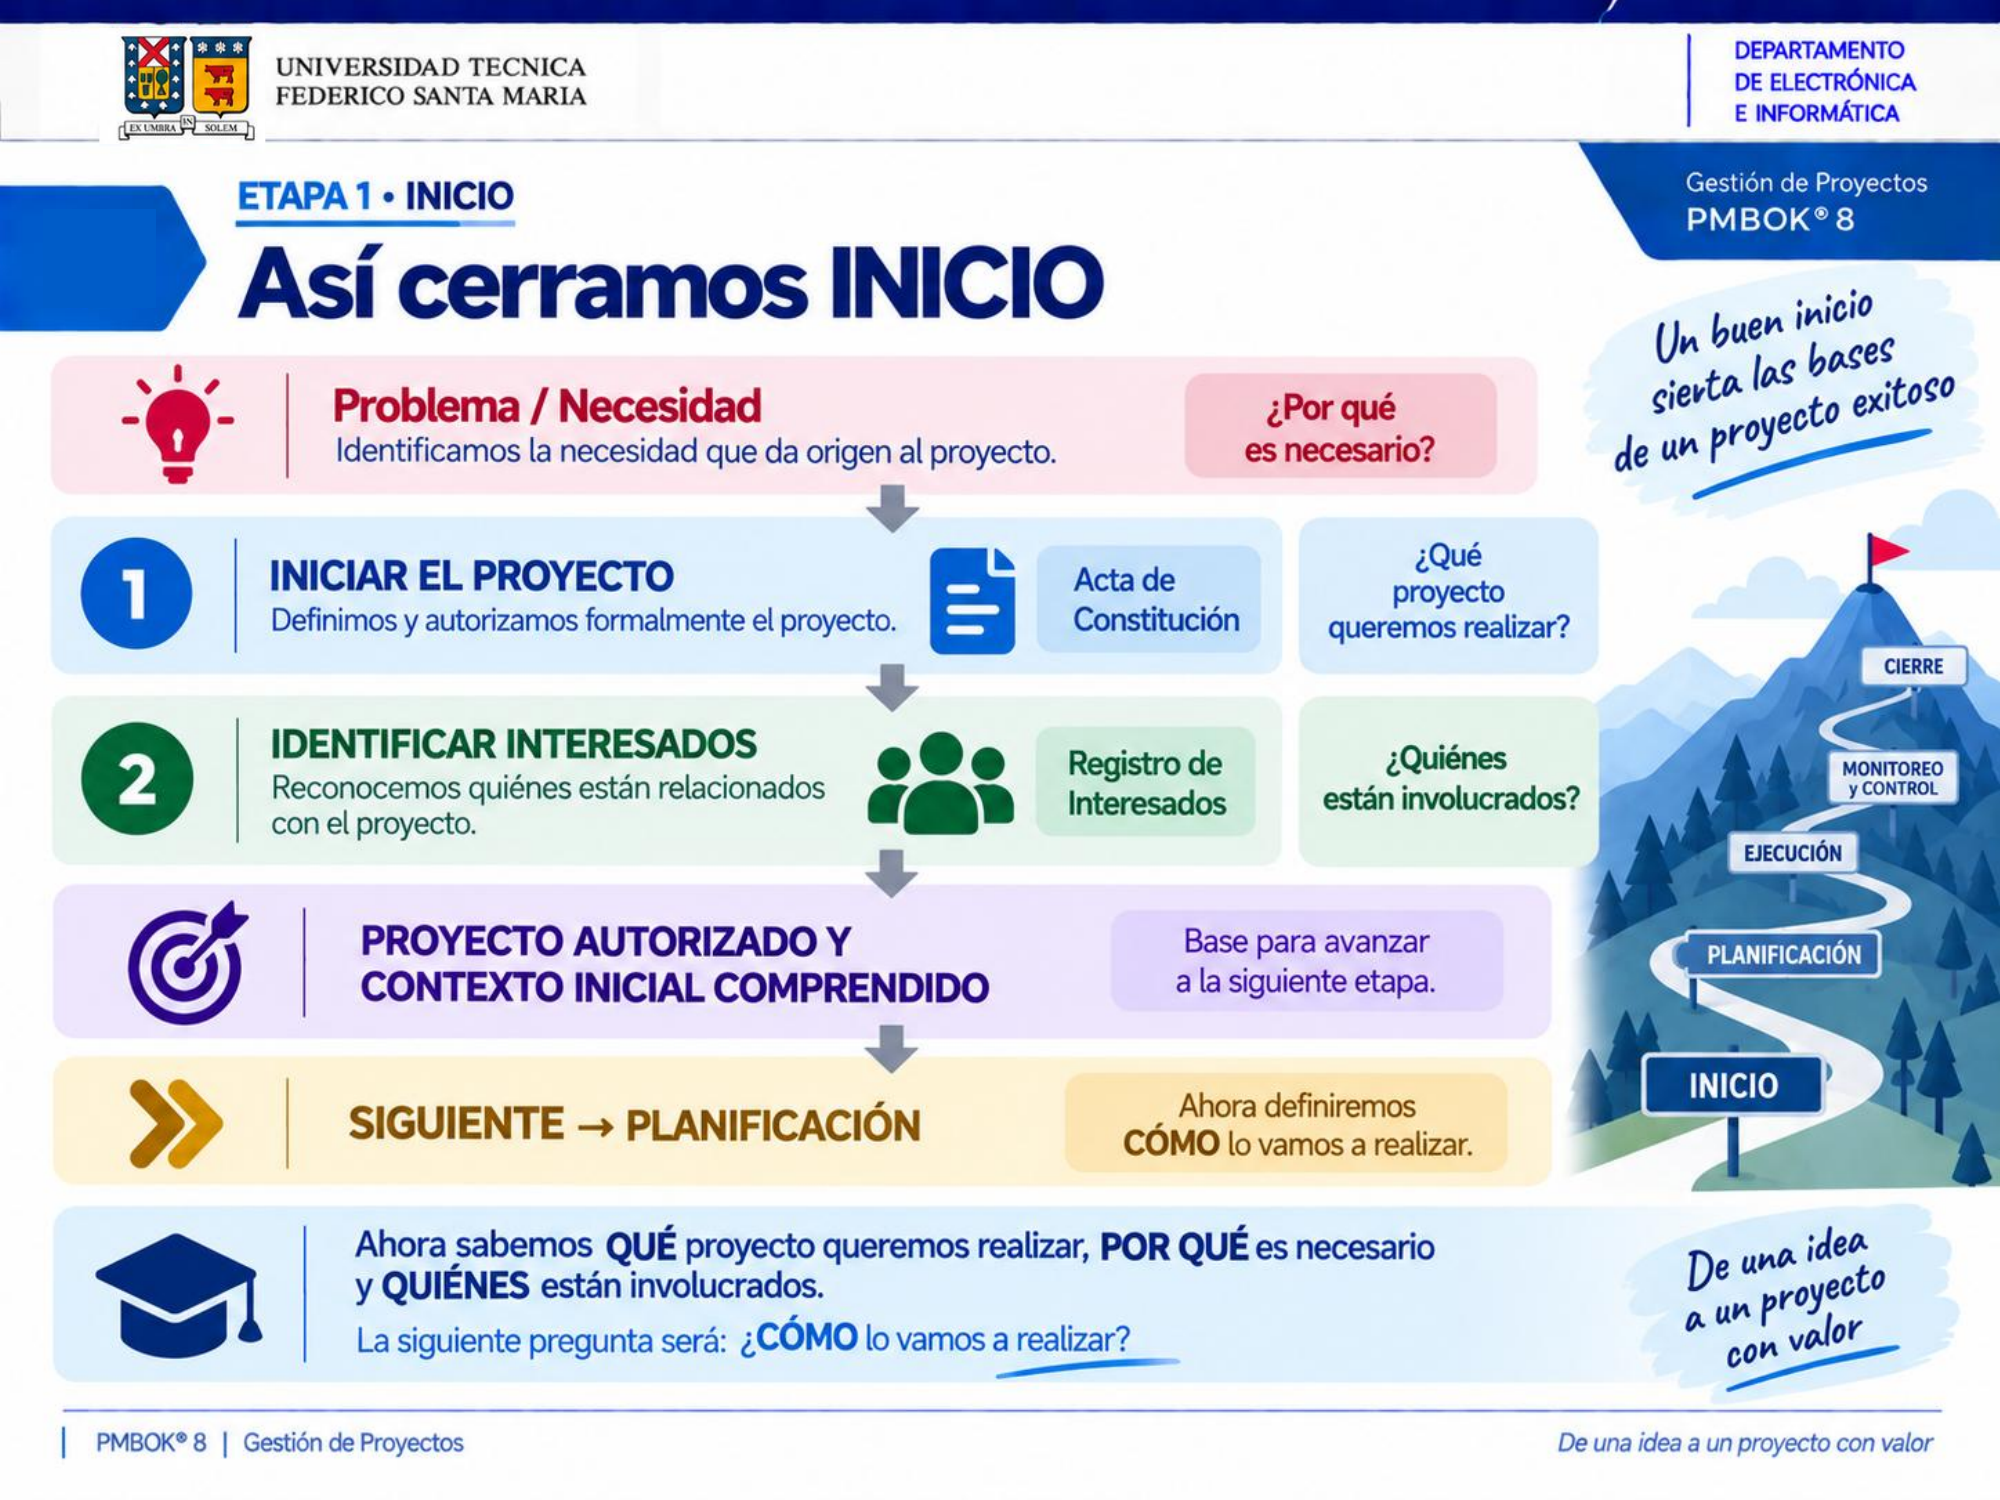 UNIVERSIDAD TECNICA
FEDERICO SANTA MARIA
EX UMBRA IN SOLEM
DEPARTAMENTO
DE ELECTRÓNICA
E INFORMÁTICA
Gestión de Proyectos
PMBOK® 8
ETAPA 1 • INICIO
Así cerramos INICIO
Un buen inicio
sienta las bases
de un proyecto exitoso
Problema / Necesidad
Identificamos la necesidad que da origen al proyecto.
¿Por qué
es necesario?
1
INICIAR EL PROYECTO
Definimos y autorizamos formalmente el proyecto.
Acta de
Constitución
¿Qué
proyecto
queremos realizar?
2
IDENTIFICAR INTERESADOS
Reconocemos quiénes están relacionados
con el proyecto.
Registro de
Interesados
¿Quiénes
están involucrados?
PROYECTO AUTORIZADO Y
CONTEXTO INICIAL COMPRENDIDO
Base para avanzar
a la siguiente etapa.
SIGUIENTE → PLANIFICACIÓN
Ahora definiremos
CÓMO lo vamos a realizar.
CIERRE
MONITOREO
y CONTROL
EJECUCIÓN
PLANIFICACIÓN
INICIO
Ahora sabemos QUÉ proyecto queremos realizar, POR QUÉ es necesario
y QUIÉNES están involucrados.
La siguiente pregunta será: ¿CÓMO lo vamos a realizar?
De una idea
a un proyecto
con valor
PMBOK® 8 | Gestión de Proyectos
De una idea a un proyecto con valor